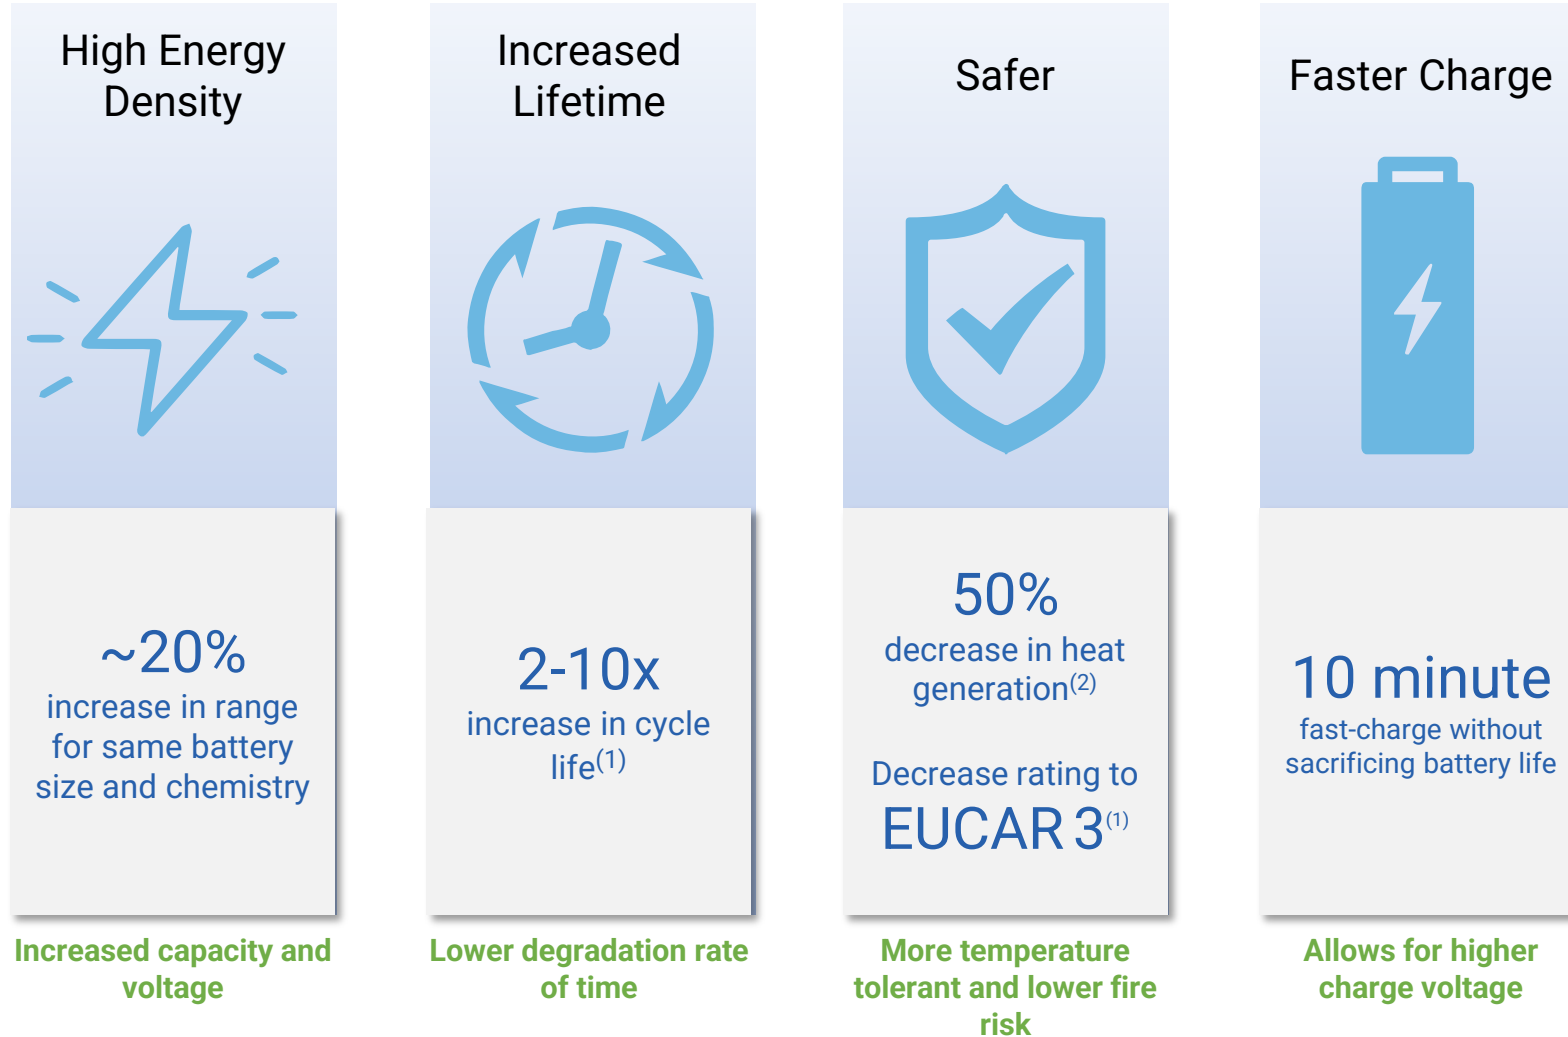 High Energy
Density
~20%
increase in range
for same battery
size and chemistry
Increased capacity and
voltage
Increased
Lifetime
2-10x
increase in cycle
life(1)
Lower degradation rate
of time
Safer
50%
decrease in heat
generation(2)
Decrease rating to
EUCAR 3(1)
More temperature
tolerant and lower fire
risk
Faster Charge
10 minute
fast-charge without
sacrificing battery life
Allows for higher
charge voltage